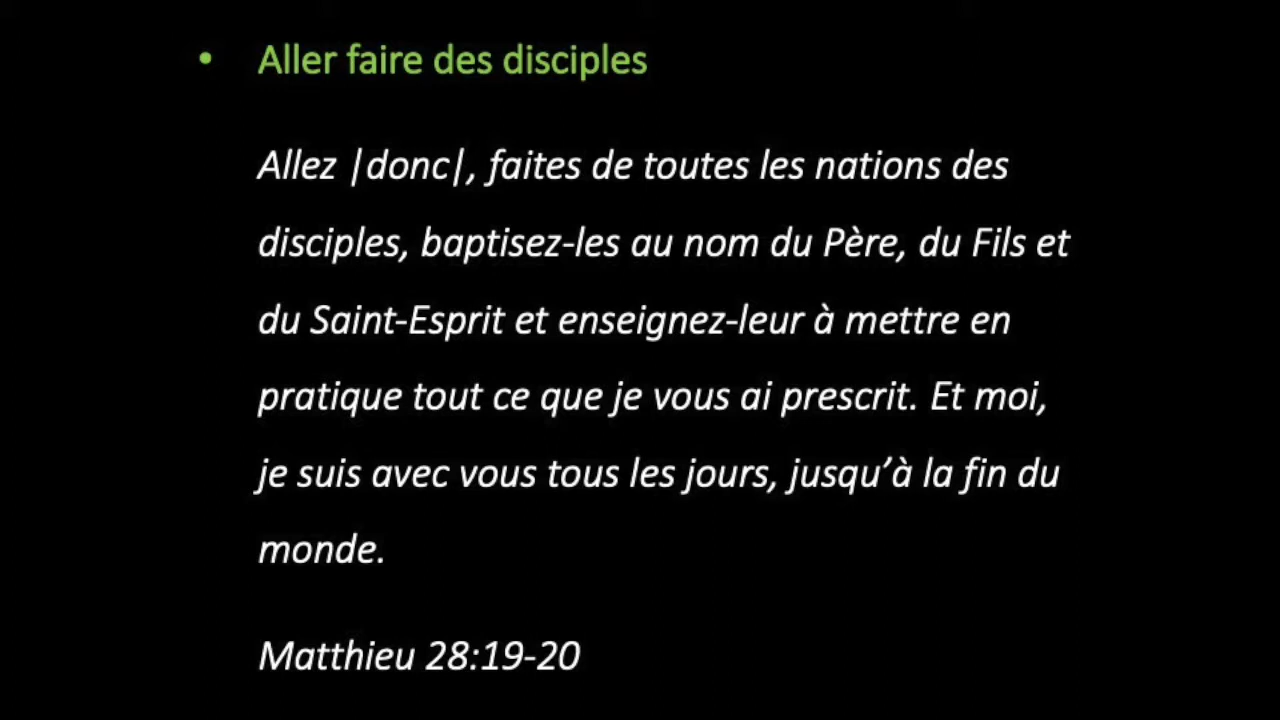 • Aller faire des disciples
Allez |donc|, faites de toutes les nations des
disciples, baptisez-les au nom du Père, du Fils et
du Saint-Esprit et enseignez-leur à mettre en
pratique tout ce que je vous ai prescrit. Et moi,
je suis avec vous tous les jours, jusqu’à la fin du
monde.
Matthieu 28:19-20